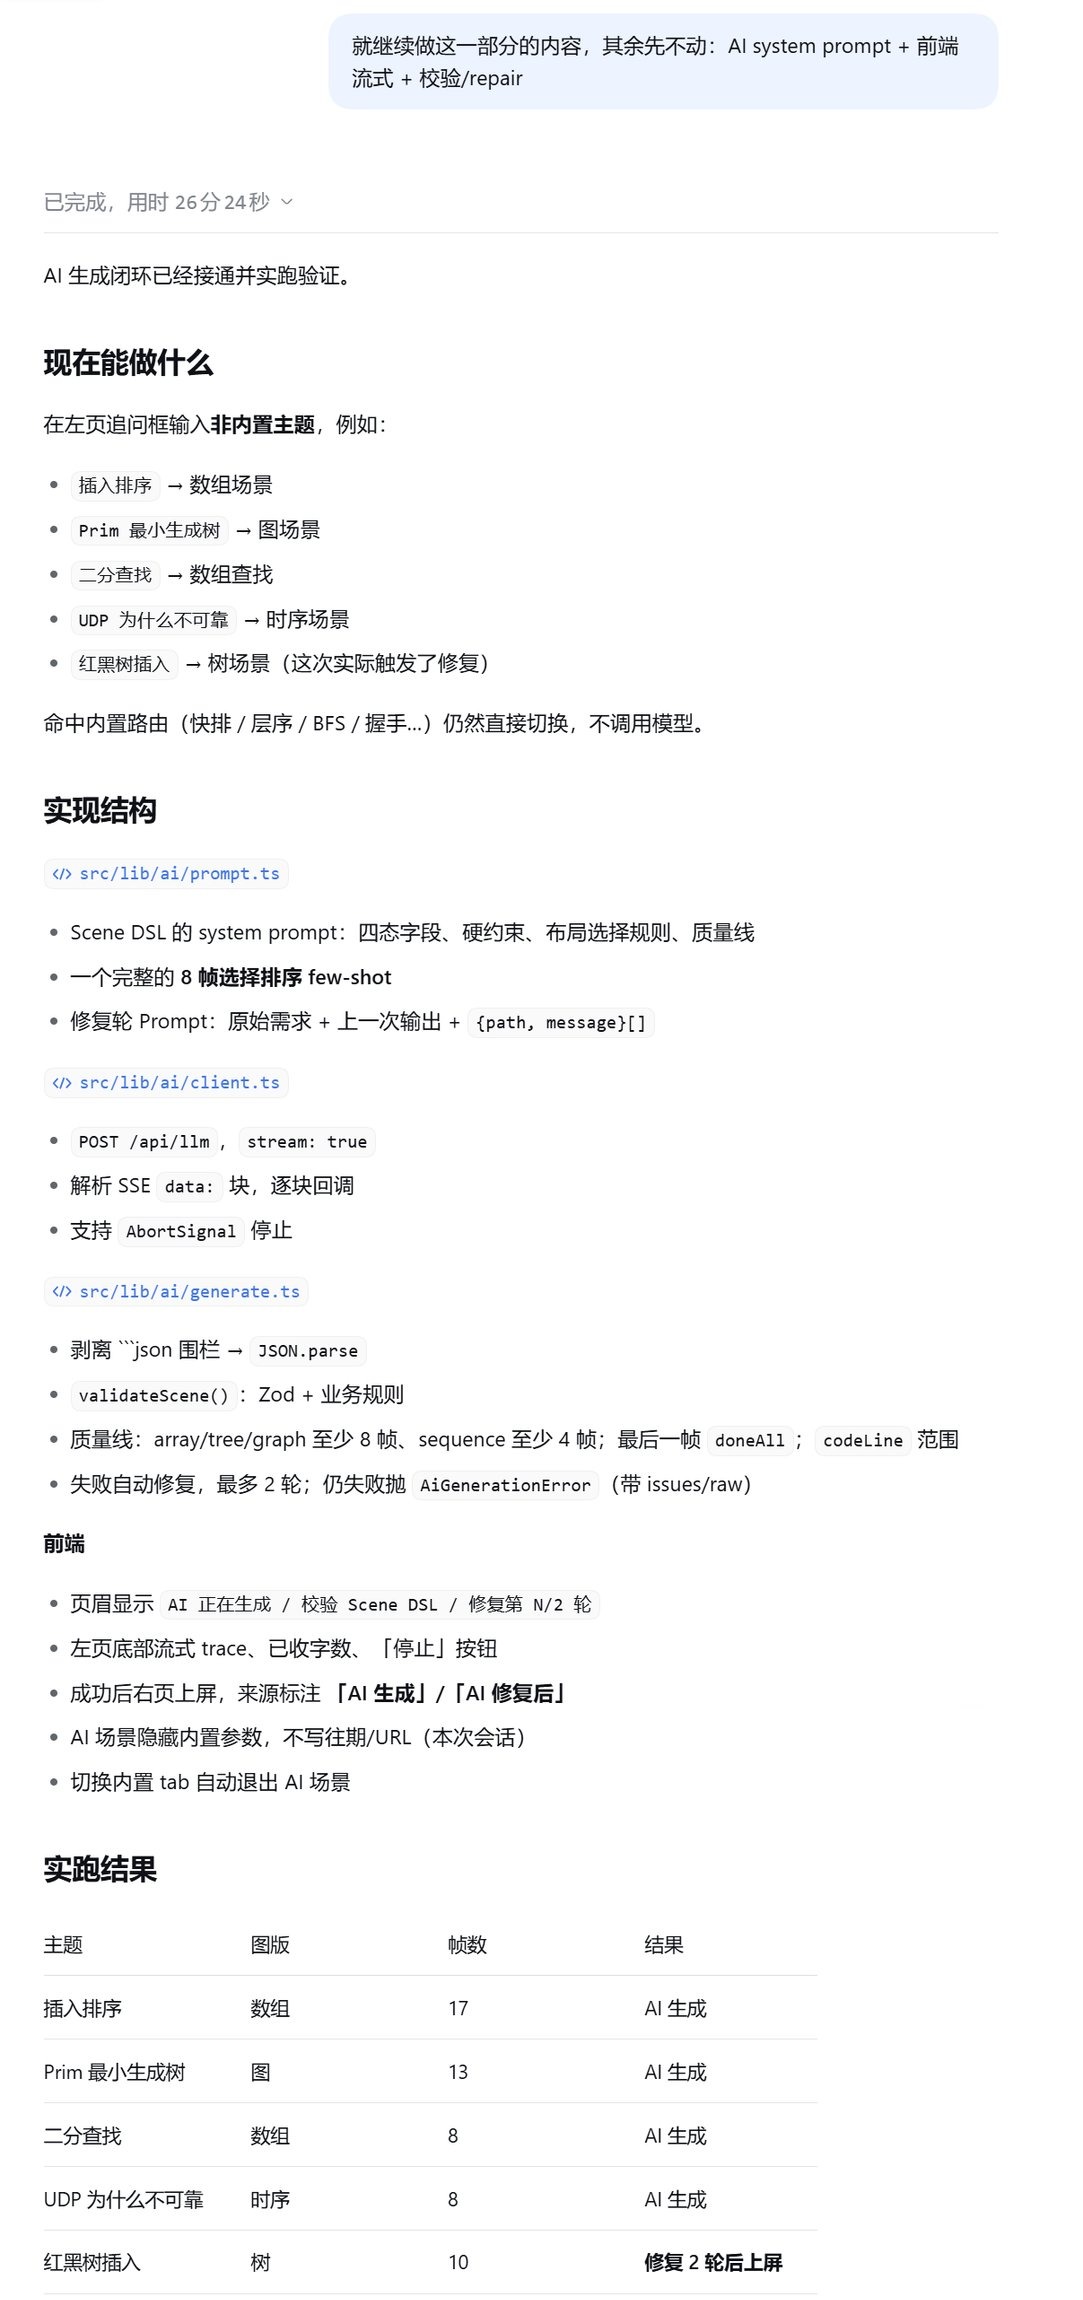 就继续做这一部分的内容，其余先不动：AI system prompt + 前端
流式 + 校验/repair
已完成，用时 26分24秒
AI 生成闭环已经接通并实跑验证。
现在能做什么
在左页追问框输入非内置主题，例如：
插入排序 → 数组场景
Prim 最小生成树 → 图场景
二分查找 → 数组查找
UDP 为什么不可靠 → 时序场景
红黑树插入 → 树场景（这次实际触发了修复）
命中内置路由（快排 / 层序 / BFS / 握手…）仍然直接切换，不调用模型。
实现结构
</> src/lib/ai/prompt.ts
Scene DSL 的 system prompt：四态字段、硬约束、布局选择规则、质量线
一个完整的 8 帧选择排序 few-shot
修复轮 Prompt：原始需求 + 上一次输出 + {path, message}[]
</> src/lib/ai/client.ts
POST /api/llm，stream: true
解析 SSE data: 块，逐块回调
支持 AbortSignal 停止
</> src/lib/ai/generate.ts
剥离 ```json 围栏 → JSON.parse
validateScene()：Zod + 业务规则
质量线：array/tree/graph 至少 8 帧、sequence 至少 4 帧；最后一帧 doneAll；codeLine 范围
失败自动修复，最多 2 轮；仍失败抛 AiGenerationError（带 issues/raw）
前端
页眉显示 AI 正在生成 / 校验 Scene DSL / 修复第 N/2 轮
左页底部流式 trace、已收字数、「停止」按钮
成功后右页上屏，来源标注「AI 生成」/「AI 修复后」
AI 场景隐藏内置参数，不写往期/URL（本次会话）
切换内置 tab 自动退出 AI 场景
实跑结果
主题 图版 帧数 结果
插入排序 数组 17 AI 生成
Prim 最小生成树 图 13 AI 生成
二分查找 数组 8 AI 生成
UDP 为什么不可靠 时序 8 AI 生成
红黑树插入 树 10 修复 2 轮后上屏